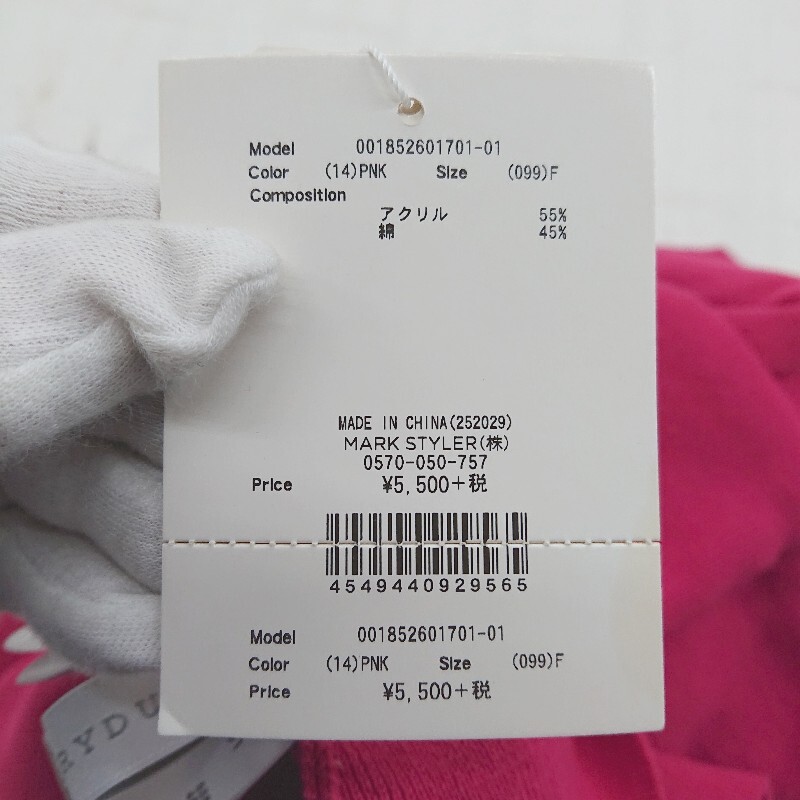 Model 001852601701-01
Color (14)PNK Size (099)F
Composition
アクリル 55%
綿 45%
MADE IN CHINA(252029)
MARK STYLER(株)
0570-050-757
Price ¥5,500+税
4549440929565
Model 001852601701-01
Color (14)PNK Size (099)F
Price ¥5,500+税